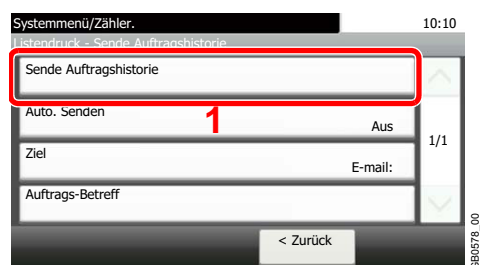 Systemmenü/Zähler. 10:10
Listendruck - Sende Auftragshistorie
Sende Auftragshistorie
Auto. Senden
Aus
1
1/1
Ziel
E-mail:
Auftrags-Betreff
< Zurück
GB0578_00